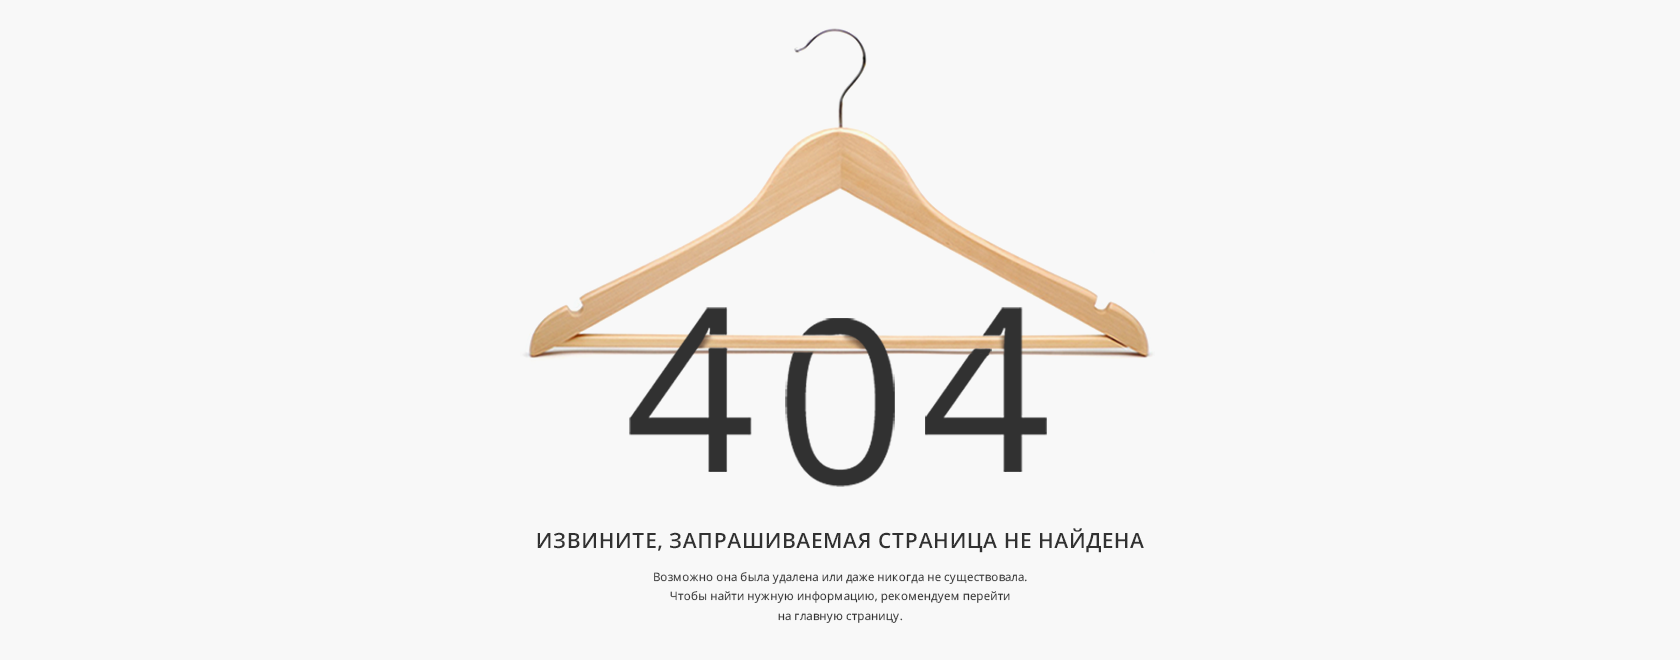 404
ИЗВИНИТЕ, ЗАПРАШИВАЕМАЯ СТРАНИЦА НЕ НАЙДЕНА
Возможно она была удалена или даже никогда не существовала.
Чтобы найти нужную информацию, рекомендуем перейти
на главную страницу.